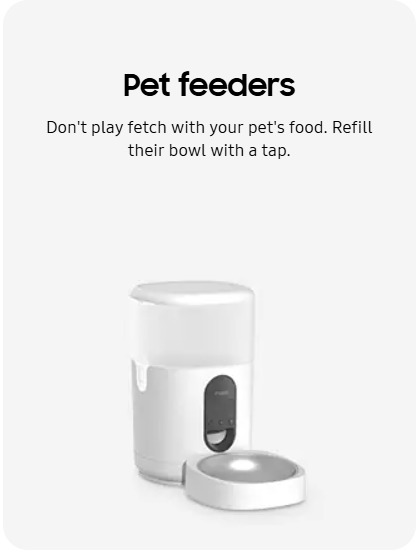 Pet feeders
Don't play fetch with your pet's food. Refill
their bowl with a tap.